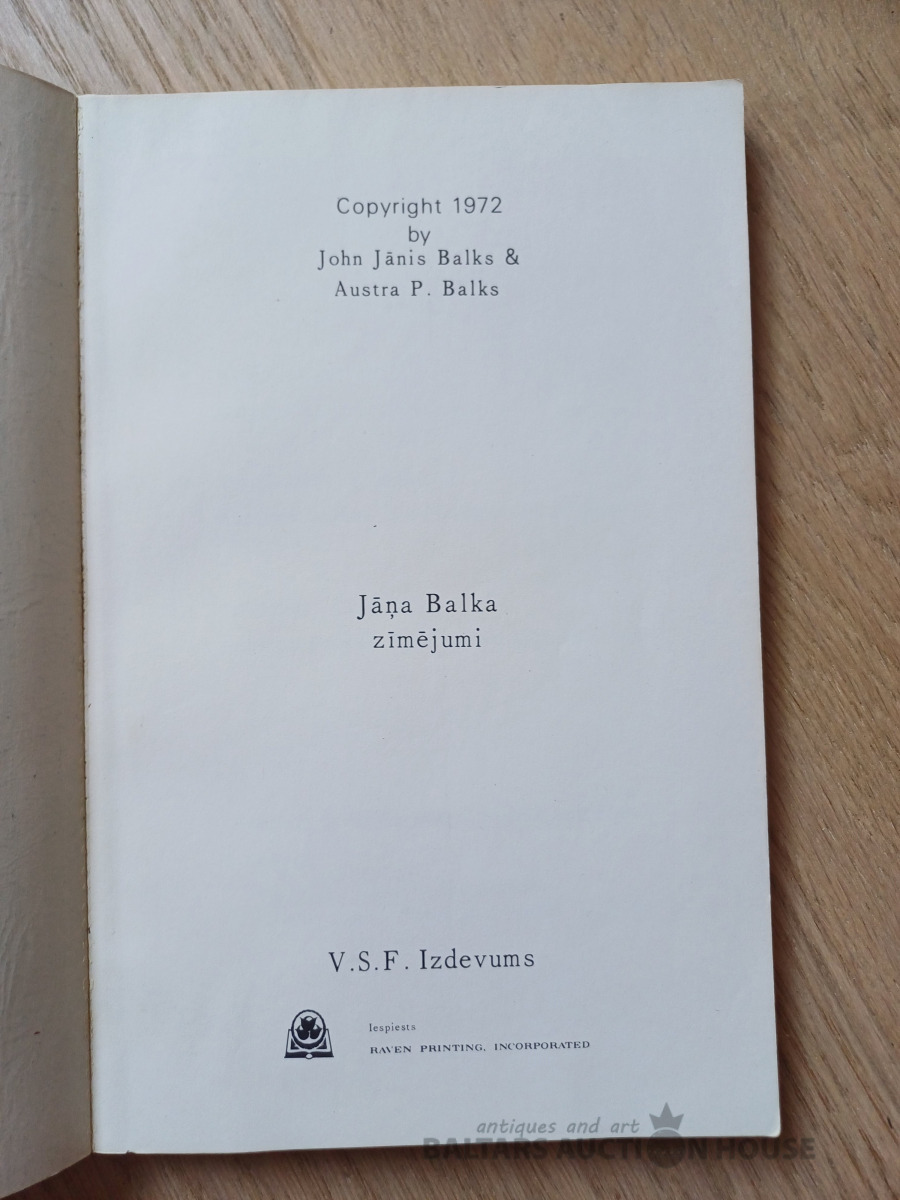 Copyright 1972
by
John Jānis Balks &
Austra P. Balks
Jāņa Balka
zīmējumi
V.S.F. Izdevums
Iespiests
RAVEN PRINTING, INCORPORATED
antiques and art
BALTARS AUCTION HOUSE